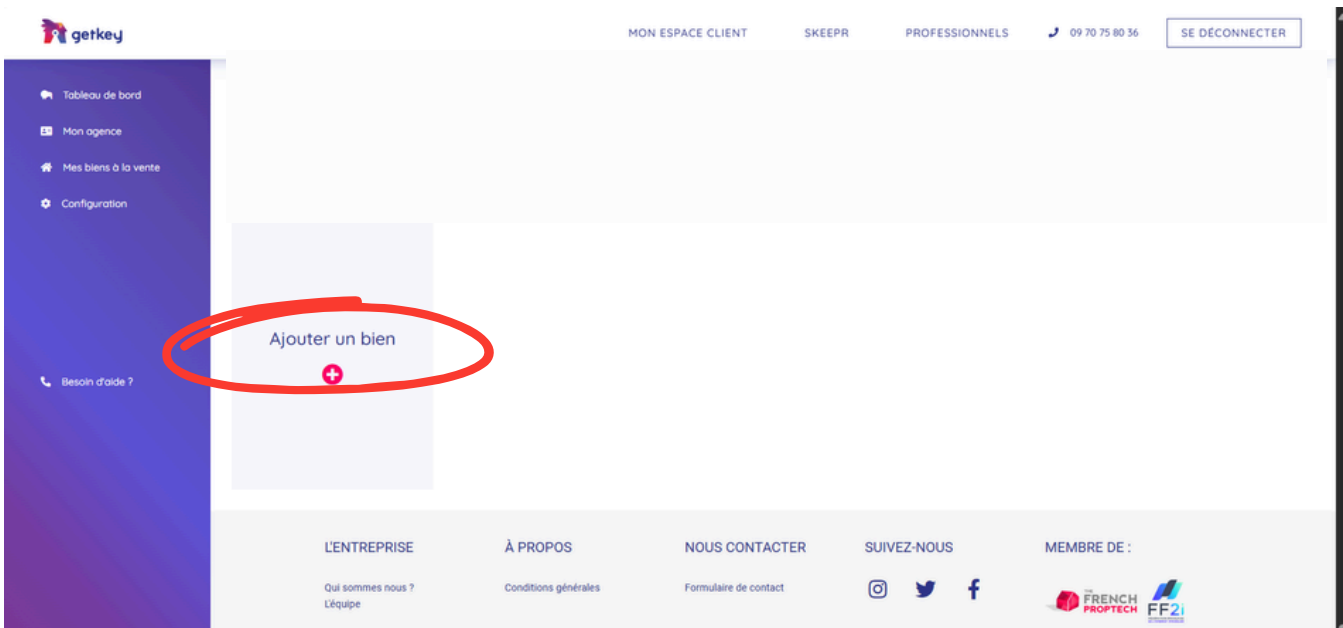 getkey
MON ESPACE CLIENT
SKEEPR
PROFESSIONNELS
09 70 75 80 36
SE DÉCONNECTER
Tableau de bord
Mon agence
Mes biens à la vente
Configuration
Besoin d'aide ?
Ajouter un bien
L'ENTREPRISE
Qui sommes nous ?
L'équipe
À PROPOS
Conditions générales
NOUS CONTACTER
Formulaire de contact
SUIVEZ-NOUS
MEMBRE DE :
FRENCH
PROPTECH
FF2i